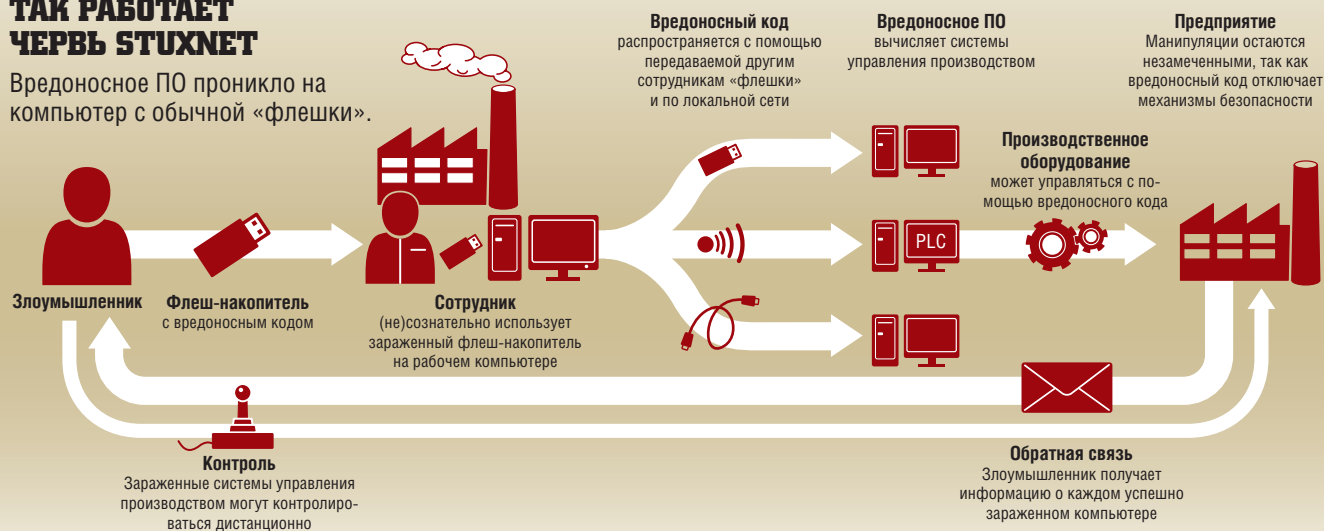 ТАК РАБОТАЕТ
ЧЕРВЬ STUXNET
Вредоносное ПО проникло на
компьютер с обычной «флешки».
Злоумышленник
Флеш-накопитель
с вредоносным кодом
Сотрудник
(не)сознательно использует
зараженный флеш-накопитель
на рабочем компьютере
Вредоносный код
распространяется с помощью
передаваемой другим
сотрудникам «флешки»
и по локальной сети
Вредоносное ПО
вычисляет системы
управления производством
PLC
Производственное
оборудование
может управляться с по-
мощью вредоносного кода
Предприятие
Манипуляции остаются
незамеченными, так как
вредоносный код отключает
механизмы безопасности
Контроль
Зараженные системы управления
производством могут контролиро-
ваться дистанционно
Обратная связь
Злоумышленник получает
информацию о каждом успешно
зараженном компьютере